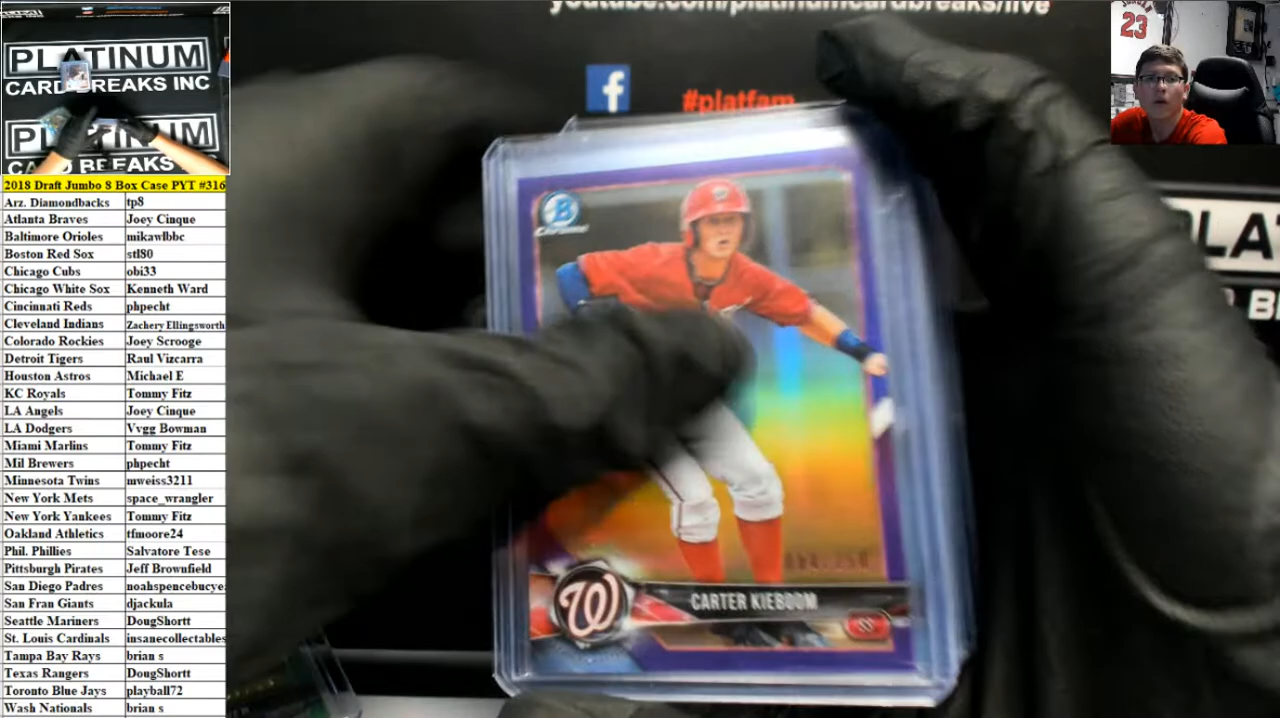 youtube.com/platinumcardbreaks/live
#platfam
PLATINUM
CARD BREAKS INC
PLATINUM
CARD BREAKS
23
2018 Draft Jumbo 8 Box Case PYT #316
Arz. Diamondbacks tp8
Atlanta Braves Joey Cinque
Baltimore Orioles mikawlbbc
Boston Red Sox stl80
Chicago Cubs obi33
Chicago White Sox Kenneth Ward
Cincinnati Reds phpecht
Cleveland Indians Zachery Ellingsworth
Colorado Rockies Joey Scrooge
Detroit Tigers Raul Vizcarra
Houston Astros Michael E
KC Royals Tommy Fitz
LA Angels Joey Cinque
LA Dodgers Vvgg Bowman
Miami Marlins Tommy Fitz
Mil Brewers phpecht
Minnesota Twins mweiss3211
New York Mets space_wrangler
New York Yankees Tommy Fitz
Oakland Athletics tfmoore24
Phil. Phillies Salvatore Tese
Pittsburgh Pirates Jeff Brownfield
San Diego Padres noahspencebucye
San Fran Giants djackula
Seattle Mariners DougShortt
St. Louis Cardinals insanecollectables
Tampa Bay Rays brian s
Texas Rangers DougShortt
Toronto Blue Jays playball72
Wash Nationals brian s
B
Chrome
W
CARTER KIEBOOM
SS
LA
B